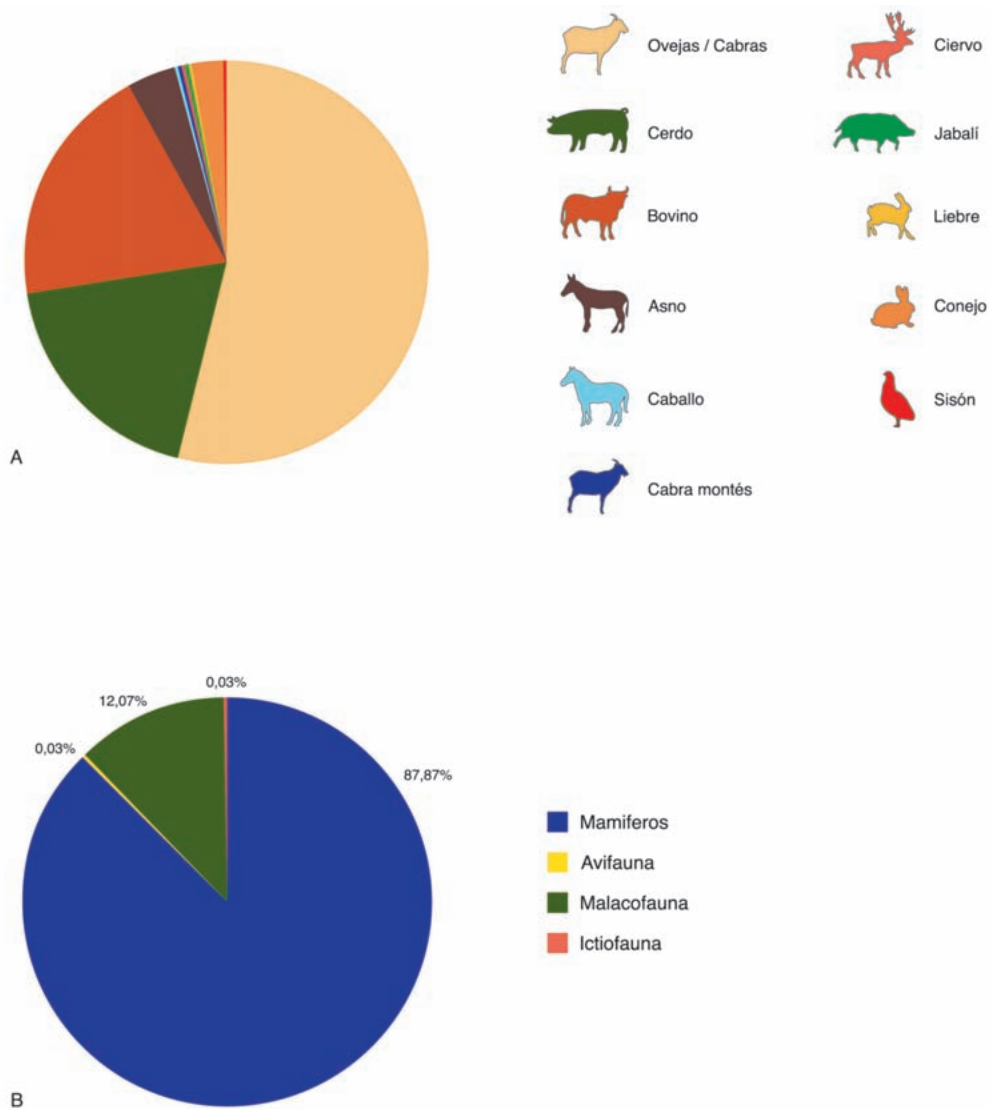 Ovejas / Cabras
Ciervo
Cerdo
Jabalí
Bovino
Liebre
Asno
Conejo
Caballo
Sisón
Cabra montés
A
0,03%
12,07%
0,03%
87,87%
Mamiferos
Avifauna
Malacofauna
Ictiofauna
B